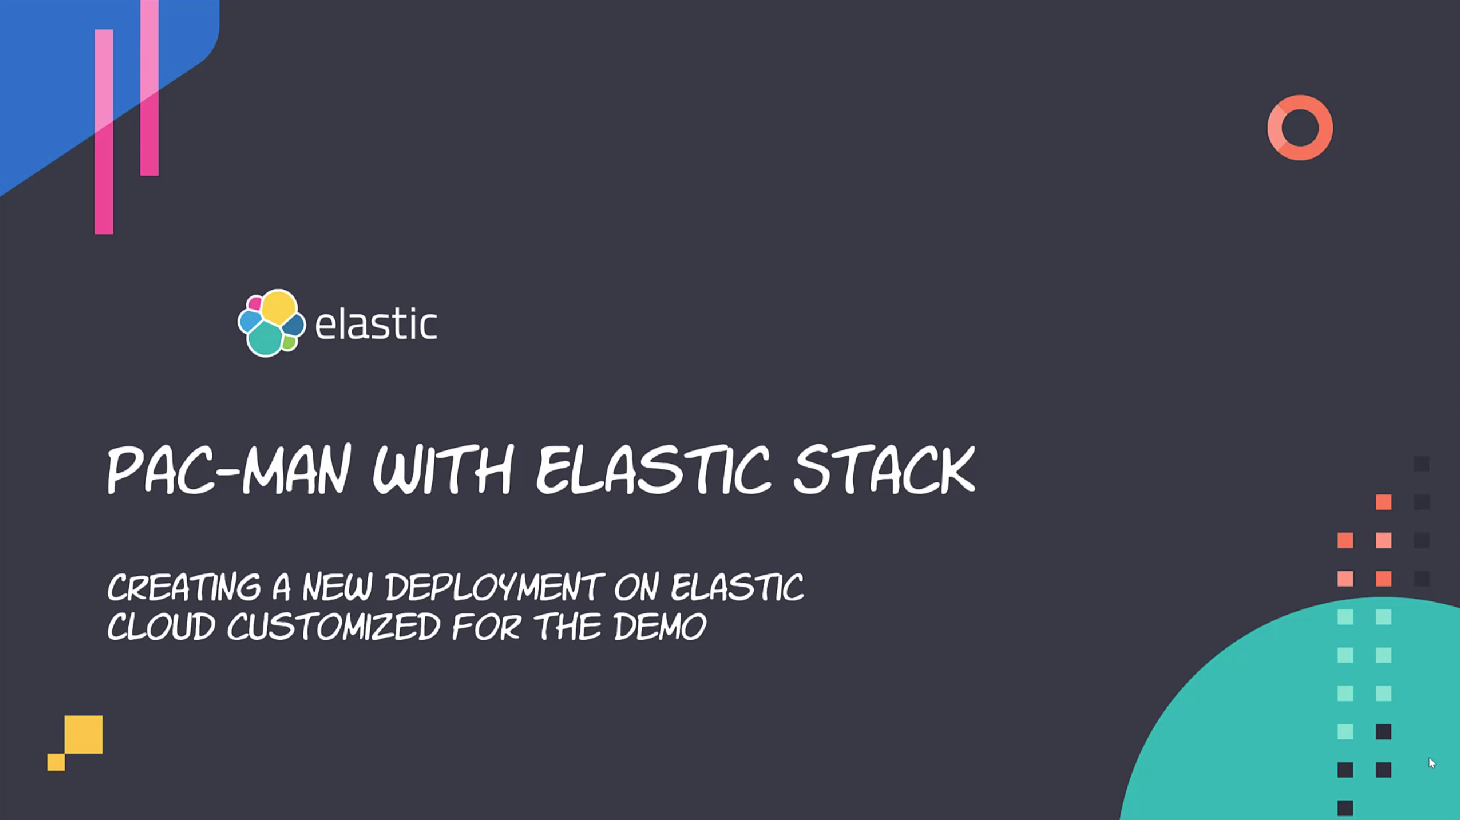 elastic
PAC-MAN WITH ELASTIC STACK
CREATING A NEW DEPLOYMENT ON ELASTIC
CLOUD CUSTOMIZED FOR THE DEMO